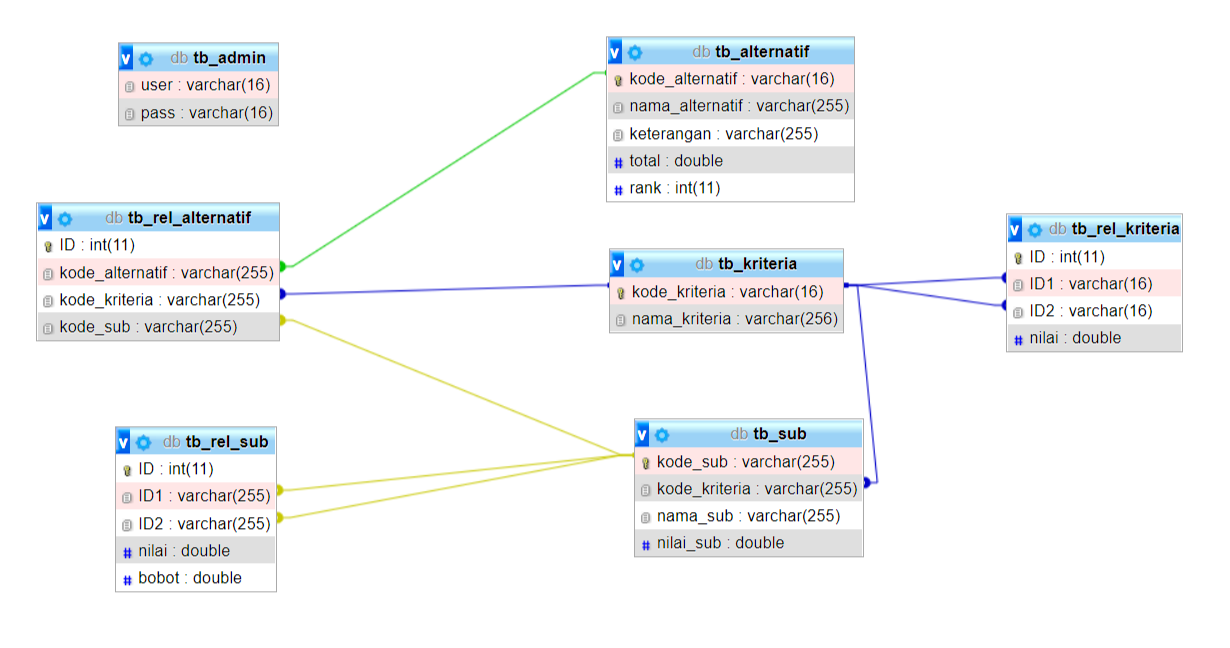 v db tb_admin
user : varchar(16)
pass : varchar(16)
v db tb_alternatif
kode_alternatif : varchar(16)
nama_alternatif : varchar(255)
keterangan : varchar(255)
# total : double
# rank : int(11)
v db tb_rel_alternatif
ID : int(11)
kode_alternatif : varchar(255)
kode_kriteria : varchar(255)
kode_sub : varchar(255)
v db tb_kriteria
kode_kriteria : varchar(16)
nama_kriteria : varchar(256)
v db tb_rel_kriteria
ID : int(11)
ID1 : varchar(16)
ID2 : varchar(16)
# nilai : double
v db tb_rel_sub
ID : int(11)
ID1 : varchar(255)
ID2 : varchar(255)
# nilai : double
# bobot : double
v db tb_sub
kode_sub : varchar(255)
kode_kriteria : varchar(255)
nama_sub : varchar(255)
# nilai_sub : double